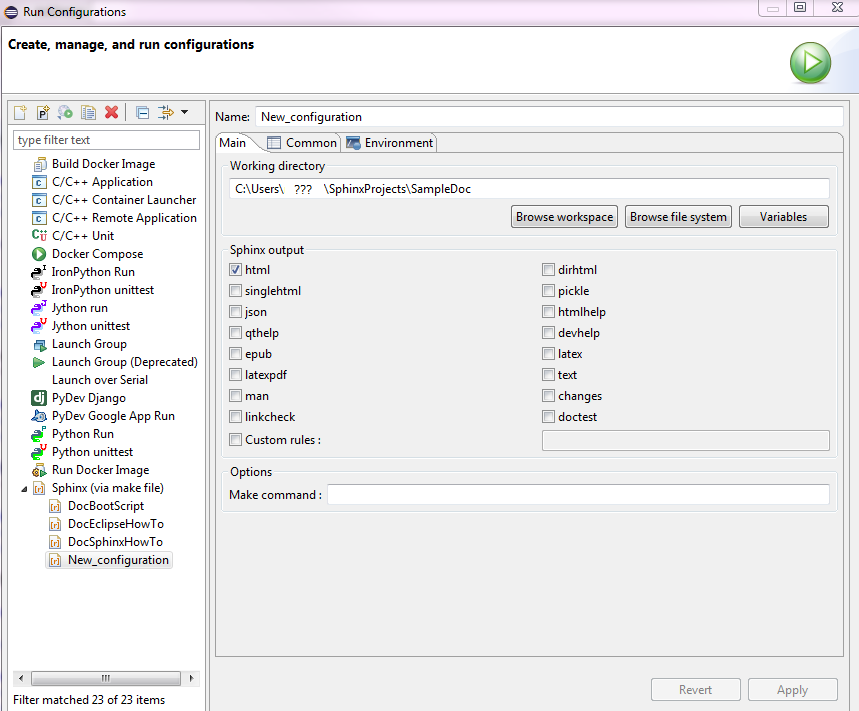 Run Configurations
Create, manage, and run configurations
type filter text
Build Docker Image
C/C++ Application
C/C++ Container Launcher
C/C++ Remote Application
C/C++ Unit
Docker Compose
IronPython Run
IronPython unittest
Jython run
Jython unittest
Launch Group
Launch Group (Deprecated)
Launch over Serial
PyDev Django
PyDev Google App Run
Python Run
Python unittest
Run Docker Image
Sphinx (via make file)
DocBootScript
DocEclipseHowTo
DocSphinxHowTo
New_configuration
Filter matched 23 of 23 items
Name: New_configuration
Main Common Environment
Working directory
C:\Users\ ??? \SphinxProjects\SampleDoc
Browse workspace Browse file system Variables
Sphinx output
html dirhtml
singlehtml pickle
json htmlhelp
qthelp devhelp
epub latex
latexpdf text
man changes
linkcheck doctest
Custom rules :
Options
Make command :
Revert Apply